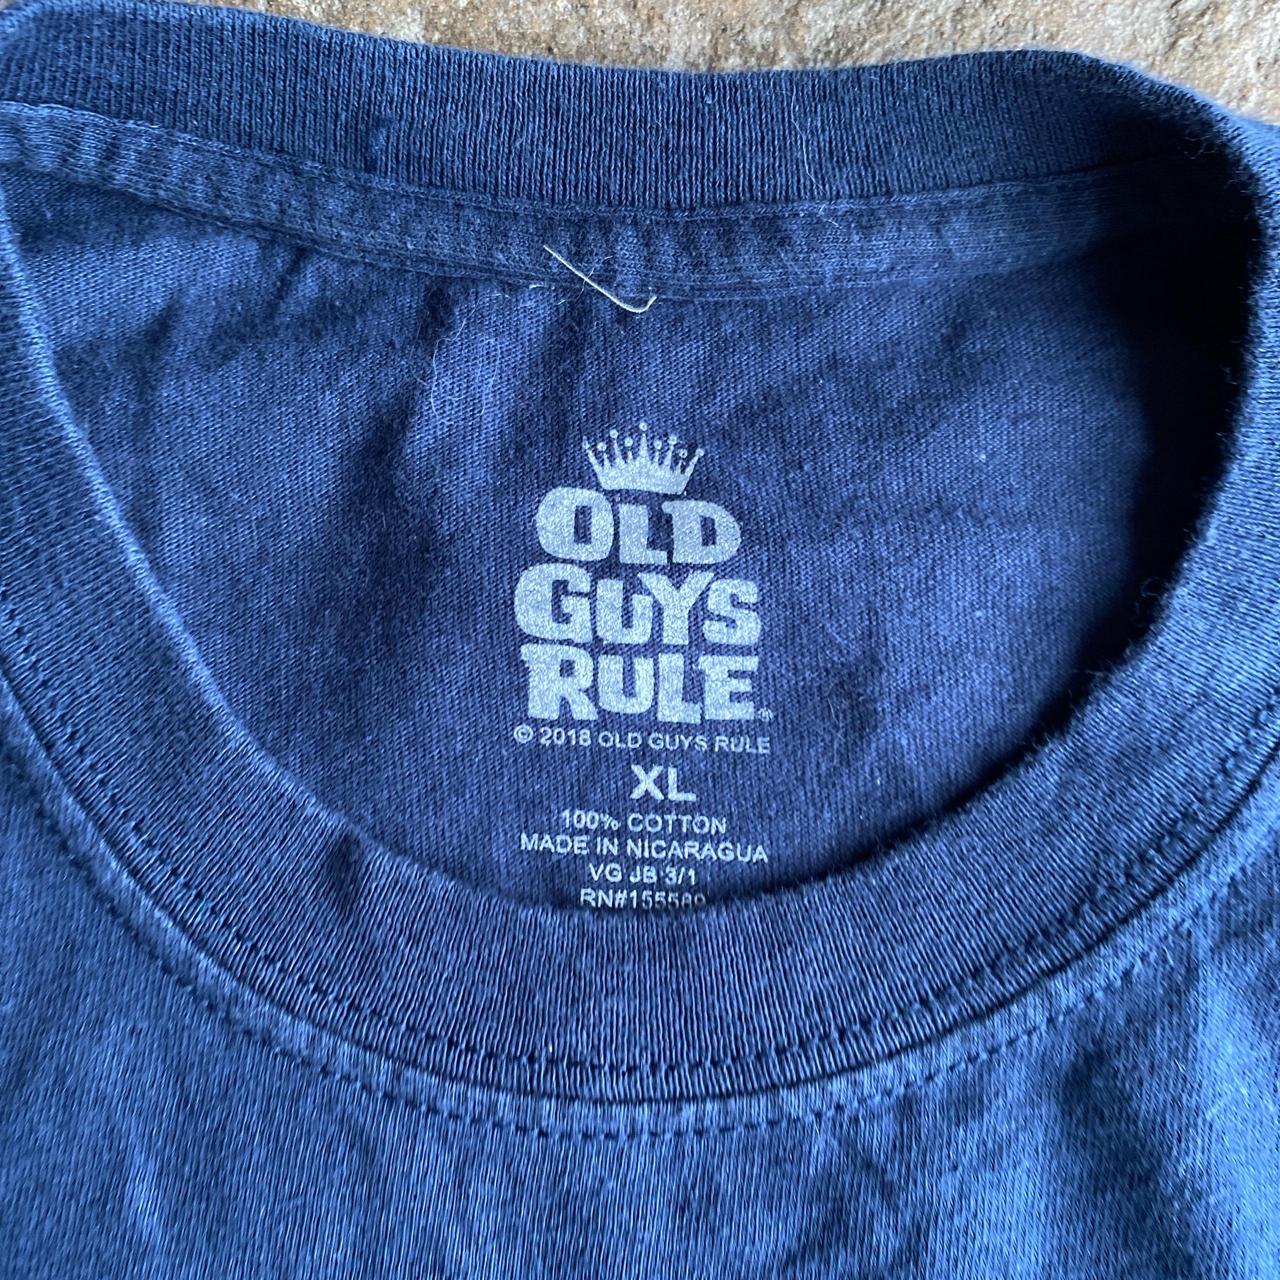 OLD
GUYS
RULE
© 2018 OLD GUYS RULE
XL
100% COTTON
MADE IN NICARAGUA
VG JB 3/1